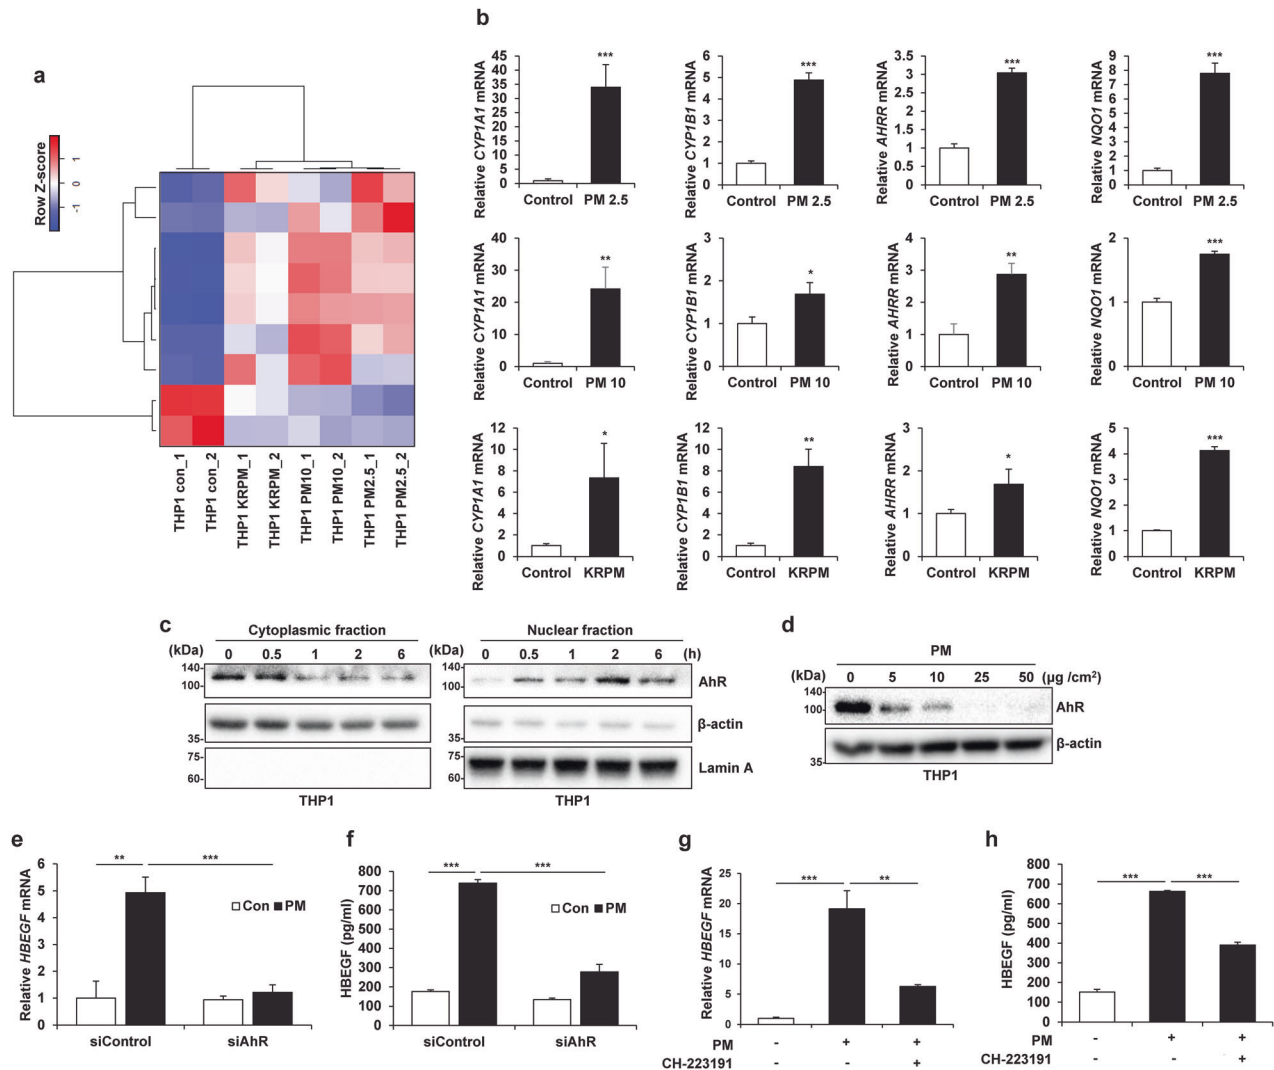 a
Row Z-score
-1 0 1
THP1 con_1
THP1 con_2
THP1 KRPM_1
THP1 KRPM_2
THP1 PM10_1
THP1 PM10_2
THP1 PM2.5_1
THP1 PM2.5_2
b
Relative CYP1A1 mRNA
45
40
35
30
25
20
15
10
5
0
***
Control PM 2.5
Relative CYP1B1 mRNA
6
5
4
3
2
1
0
***
Control PM 2.5
Relative AHRR mRNA
3.5
3
2.5
2
1.5
1
0.5
0
***
Control PM 2.5
Relative NQO1 mRNA
9
8
7
6
5
4
3
2
1
0
***
Control PM 2.5
Relative CYP1A1 mRNA
40
30
20
10
0
**
Control PM 10
Relative CYP1B1 mRNA
3
2
1
0
*
Control PM 10
Relative AHRR mRNA
4
3
2
1
0
**
Control PM 10
Relative NQO1 mRNA
2
1
0
***
Control PM 10
Relative CYP1A1 mRNA
12
10
8
6
4
2
0
*
Control KRPM
Relative CYP1B1 mRNA
12
10
8
6
4
2
0
**
Control KRPM
Relative AHRR mRNA
3
2
1
0
*
Control KRPM
Relative NQO1 mRNA
5
4
3
2
1
0
***
Control KRPM
c
Cytoplasmic fraction
(kDa) 0 0.5 1 2 6
140-
100-
35-
75-
60-
THP1
Nuclear fraction
(kDa) 0 0.5 1 2 6 (h)
140-
100-
AhR
β-actin
35-
75-
60-
Lamin A
THP1
d
PM
(kDa) 0 5 10 25 50 (μg /cm²)
140-
100-
AhR
β-actin
35-
THP1
e
Relative HBEGF mRNA
6
5
4
3
2
1
0
** ***
Con PM
siControl siAhR
f
HBEGF (pg/ml)
800
700
600
500
400
300
200
100
0
*** ***
Con PM
siControl siAhR
g
Relative HBEGF mRNA
25
20
15
10
5
0
*** **
PM - + +
CH-223191 - - +
h
HBEGF (pg/ml)
800
700
600
500
400
300
200
100
0
*** ***
PM - + +
CH-223191 - - +